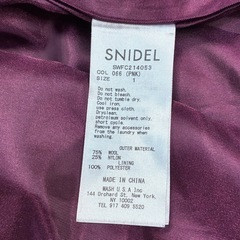 SNIDEL
SWFC214053
COL 066 (PNK)
SIZE 1
Do not wash.
Do not bleach.
Do not tumble dry.
Cool iron.
use press cloth.
Dryclean.
petroleum solvent only.
short cycle.
Remove any accessories
from the laundry when
washing.
OUTER MATERIAL
75% WOOL
25% NYLON
LINING
100% POLYESTER
MASH U.S.A Inc
144 Orchard St. New York.
NY 10002
TEL 917 409 5520